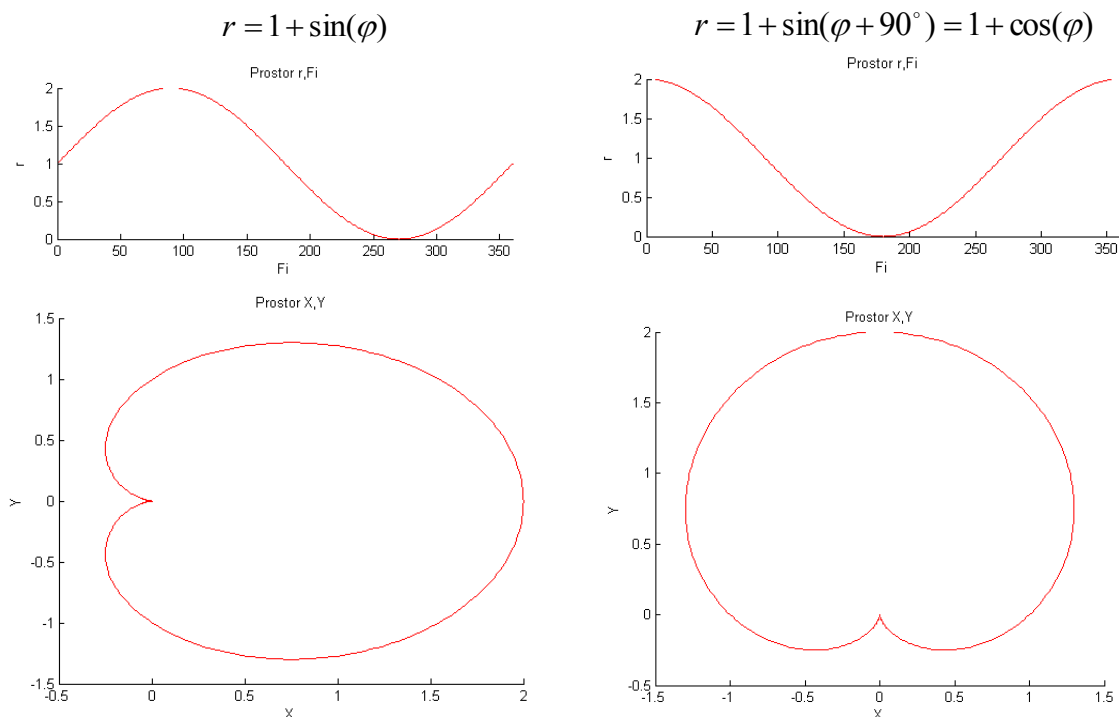 r = 1 + sin(φ)
r = 1 + sin(φ + 90°) = 1 + cos(φ)
Prostor r,Fi
2
1.5
1
0.5
0
r
0 50 100 150 200 250 300 350
Fi
Prostor r,Fi
2
1.5
1
0.5
0
r
0 50 100 150 200 250 300 350
Fi
Prostor X,Y
1.5
1
0.5
0
-0.5
-1
-1.5
Y
-0.5 0 0.5 1 1.5 2
X
Prostor X,Y
2
1.5
1
0.5
0
-0.5
Y
-1.5 -1 -0.5 0 0.5 1 1.5
X